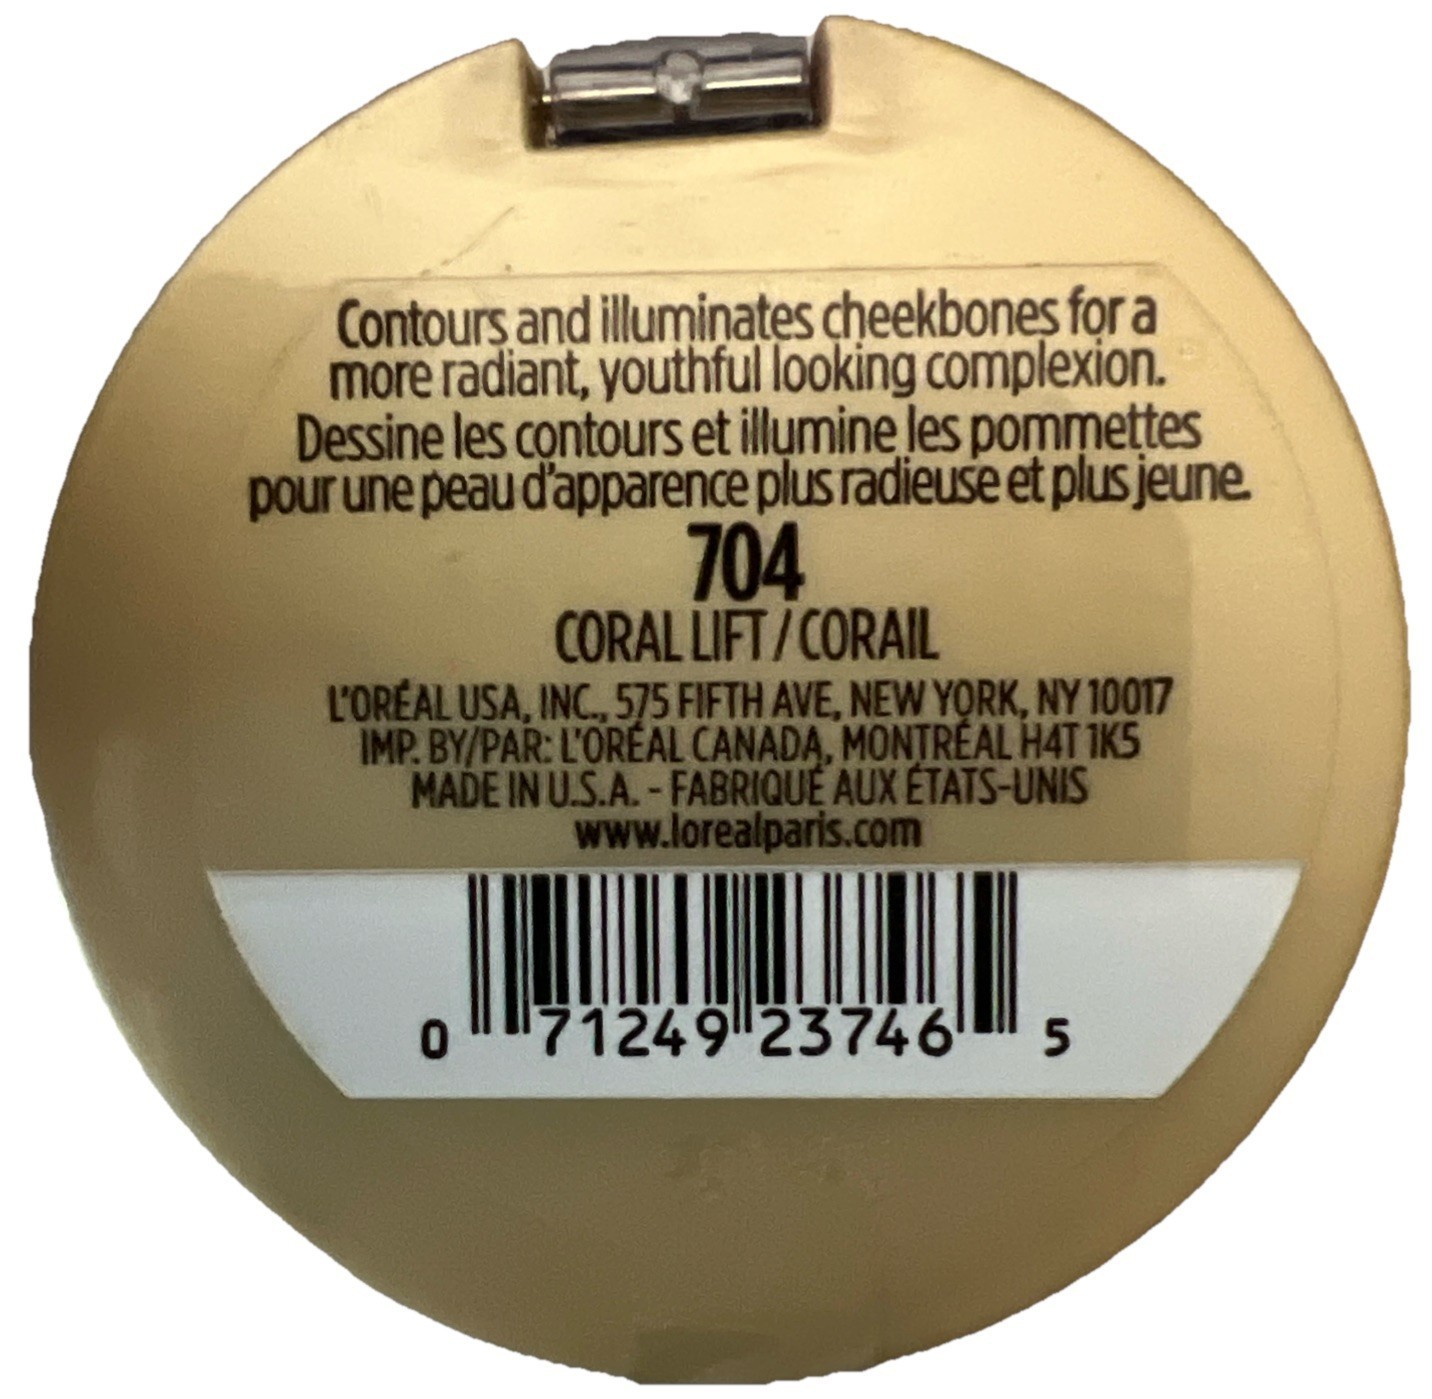 Contours and illuminates cheekbones for a
more radiant, youthful looking complexion.
Dessine les contours et illumine les pommettes
pour une peau d'apparence plus radieuse et plus jeune.
704
CORAL LIFT / CORAIL
L'ORÉAL USA, INC., 575 FIFTH AVE, NEW YORK, NY 10017
IMP. BY/PAR: L'ORÉAL CANADA, MONTRÉAL H4T 1K5
MADE IN U.S.A. - FABRIQUÉ AUX ÉTATS-UNIS
www.lorealparis.com
0 71249 23746 5